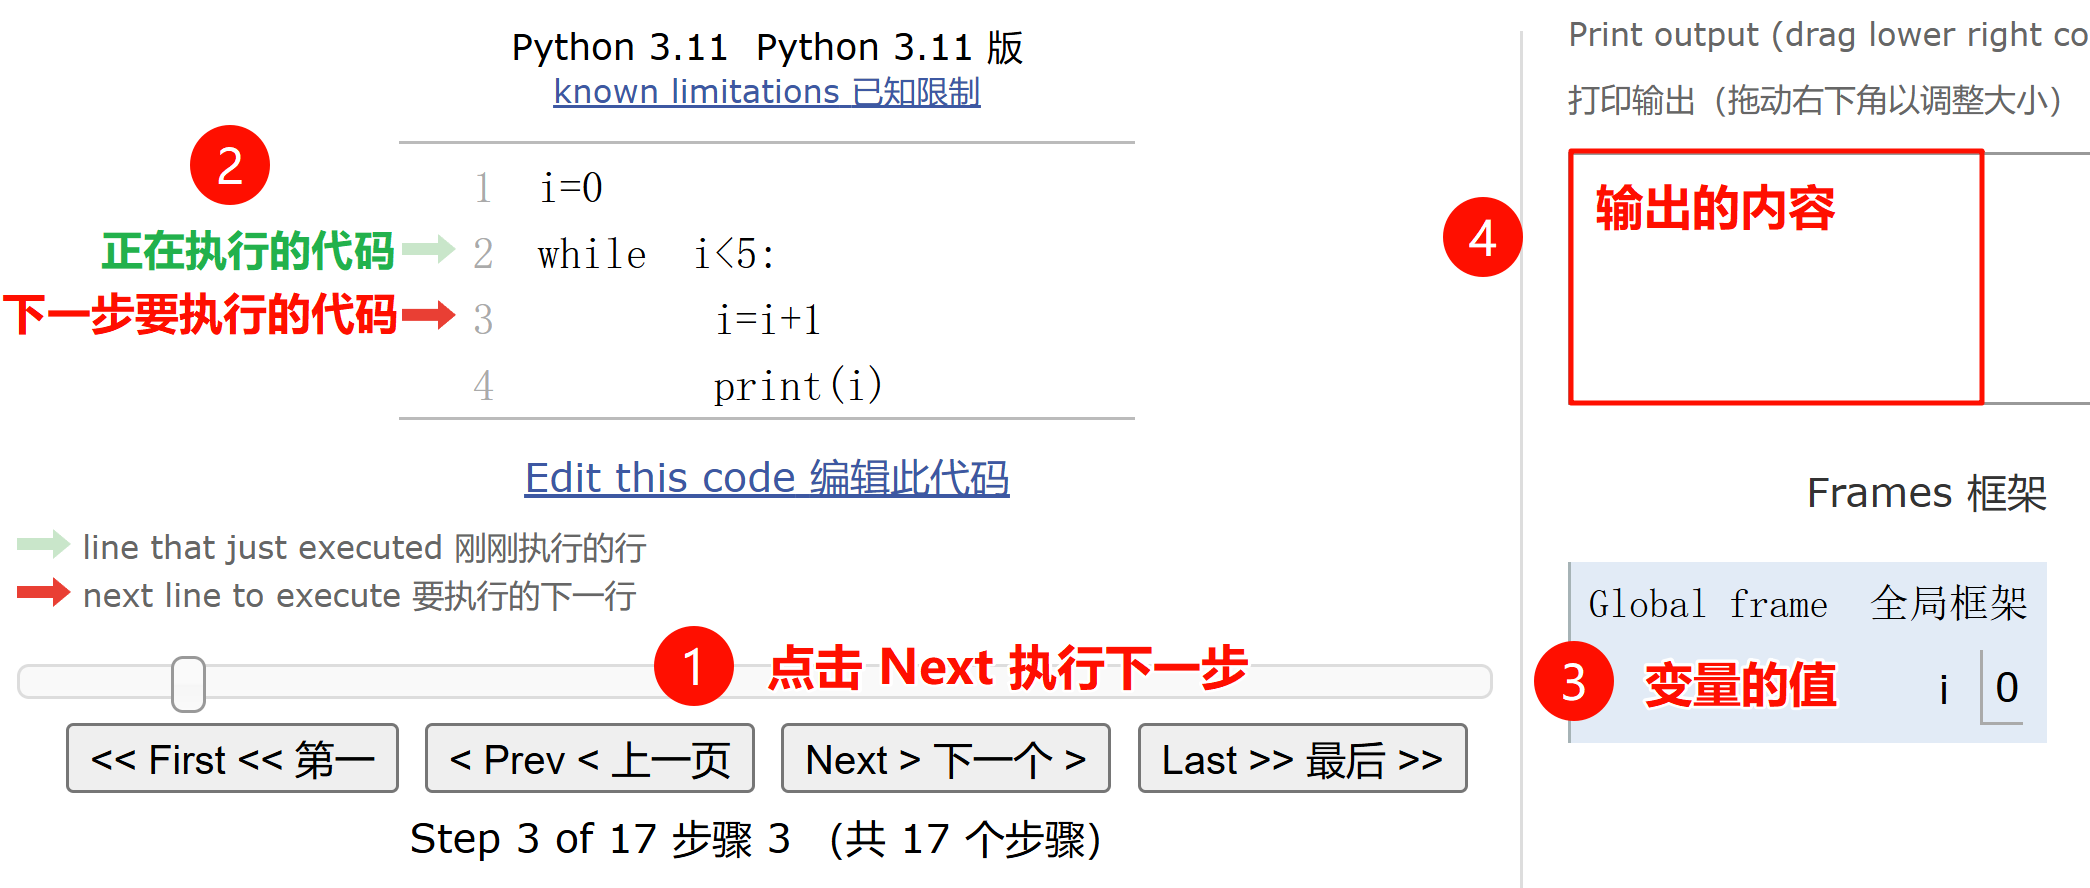 Python 3.11 Python 3.11 版
known limitations 已知限制
2
1 i=0
正在执行的代码 2 while i<5:
下一步要执行的代码 3 i=i+1
4 print(i)
Edit this code 编辑此代码
line that just executed 刚刚执行的行
next line to execute 要执行的下一行
1 点击 Next 执行下一步
<< First << 第一
< Prev < 上一页
Next > 下一个 >
Last >> 最后 >>
Step 3 of 17 步骤 3 (共 17 个步骤)
Print output (drag lower right co
打印输出（拖动右下角以调整大小）
4 输出的内容
Frames 框架
Global frame 全局框架
3 变量的值 i 0